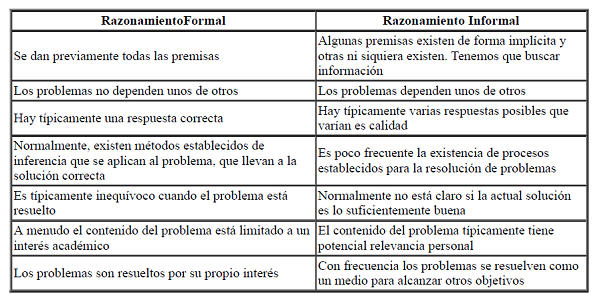 RazonamientoFormal
Razonamiento Informal
Se dan previamente todas las premisas
Algunas premisas existen de forma implícita y
otras ni siquiera existen. Tenemos que buscar
información
Los problemas no dependen unos de otros
Los problemas dependen unos de otros
Hay típicamente una respuesta correcta
Hay típicamente varias respuestas posibles que
varían es calidad
Normalmente, existen métodos establecidos de
inferencia que se aplican al problema, que llevan a la
solución correcta
Es poco frecuente la existencia de procesos
establecidos para la resolución de problemas
Es típicamente inequívoco cuando el problema está
resuelto
Normalmente no está claro si la actual solución
es lo suficientemente buena
A menudo el contenido del problema está limitado a un
interés académico
El contenido del problema típicamente tiene
potencial relevancia personal
Los problemas son resueltos por su propio interés
Con frecuencia los problemas se resuelven como
un medio para alcanzar otros objetivos